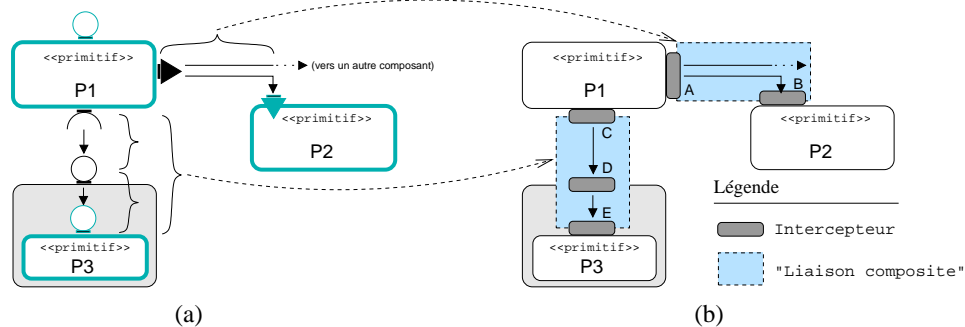 <<primitif>>
P1
(vers un autre composant)
<<primitif>>
P2
<<primitif>>
P3
(a)
<<primitif>>
P1
A
B
<<primitif>>
P2
C
D
E
<<primitif>>
P3
Légende
Intercepteur
"Liaison composite"
(b)